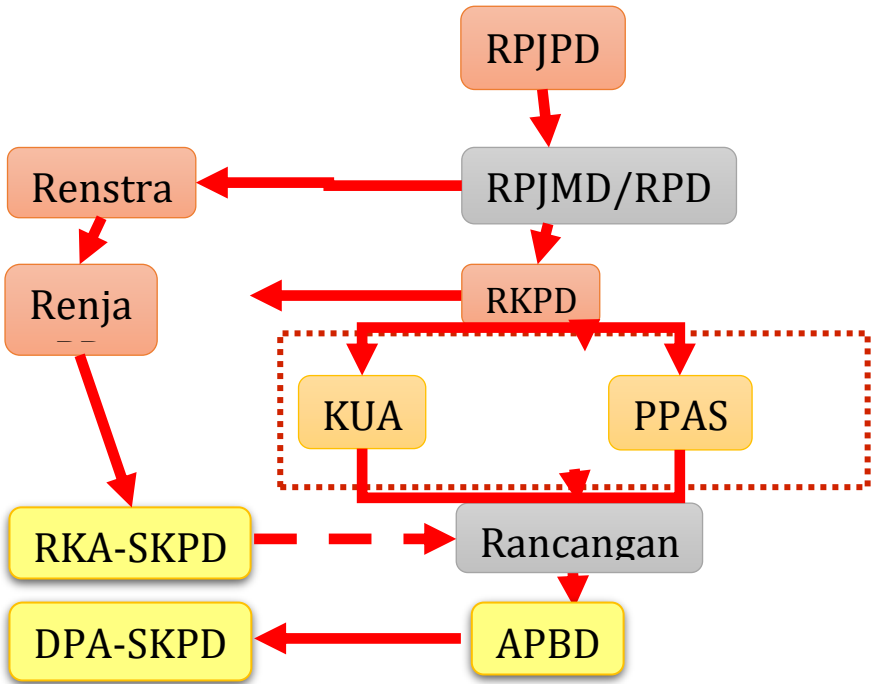 RPJPD
Renstra
RPJMD/RPD
Renja
RKPD
KUA
PPAS
RKA-SKPD
Rancangan
DPA-SKPD
APBD